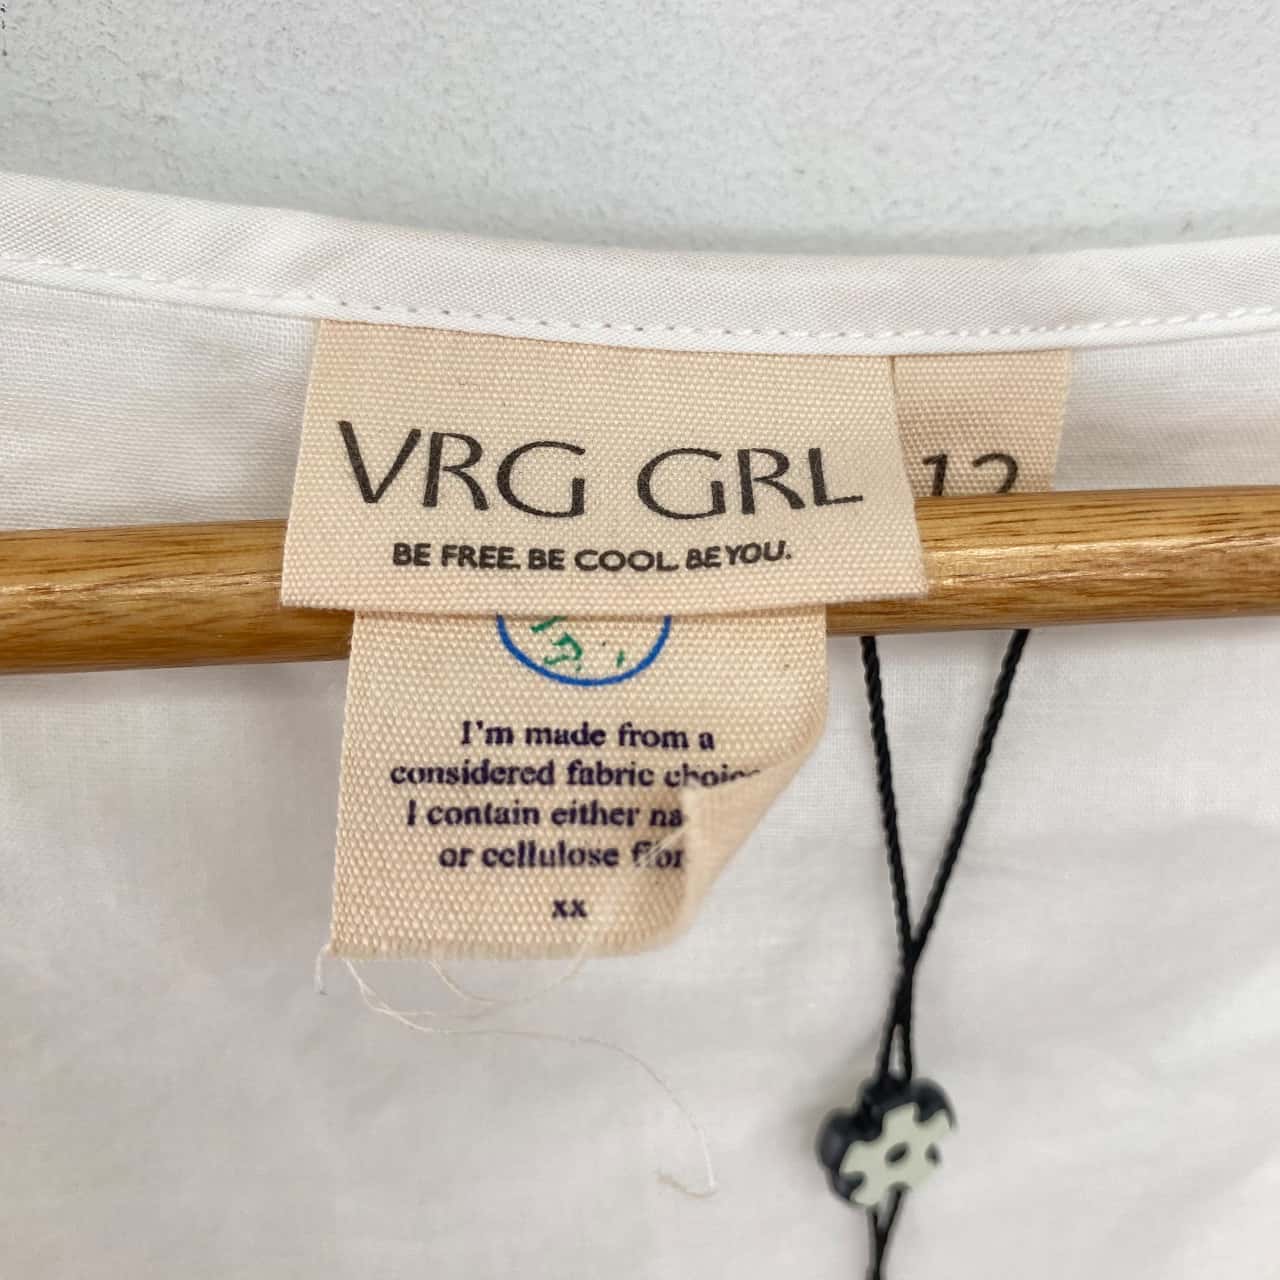 VRG GRL
12
BE FREE. BE COOL. BE YOU.
I'm made from a
considered fabric
I contain either
or cellulose
xx